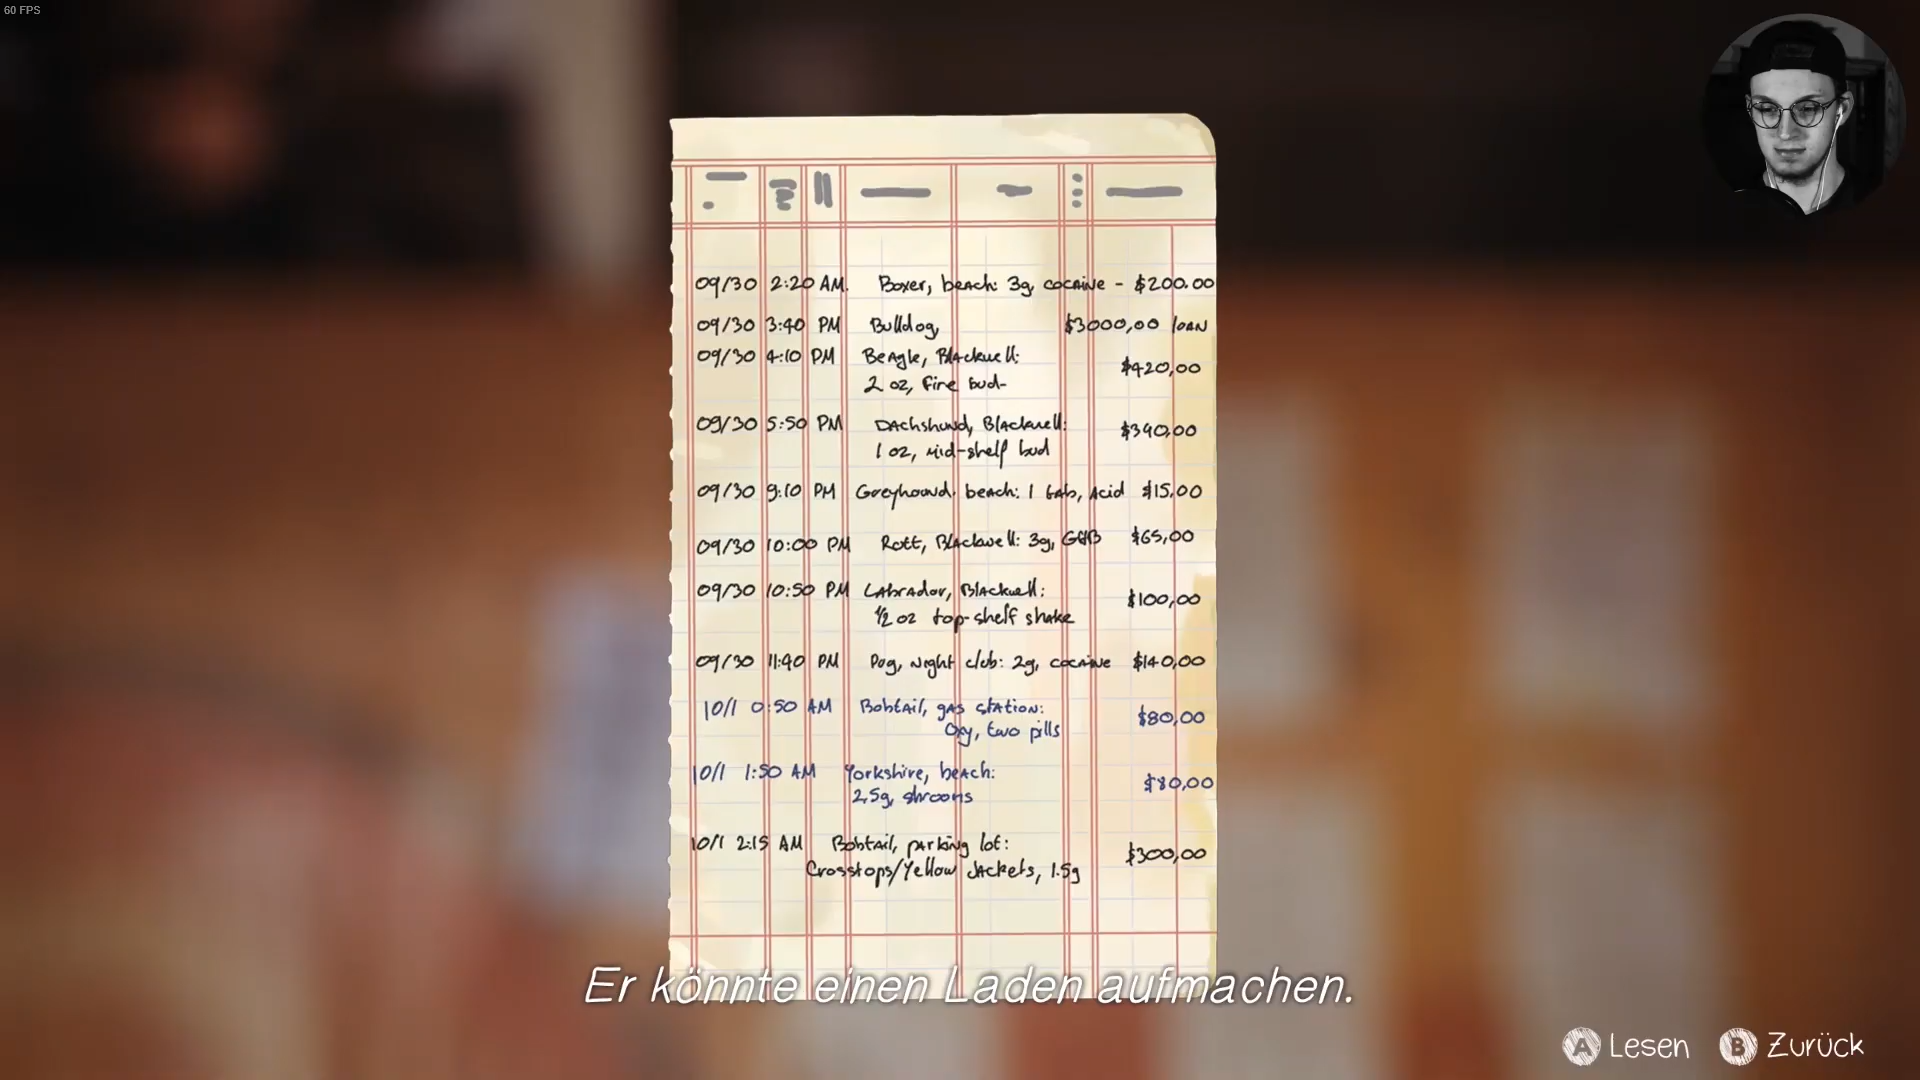 60 FPS
09/30 2:20 AM. Boxer, beach: 3g, cocaine - $200.00
09/30 3:40 PM Bulldog, $3000,00 loan
09/30 4:10 PM Beagle, Blackwell:
2 oz, fire bud- $420,00
09/30 5:50 PM Dachshund, Blackwell:
1 oz, mid-shelf bud $390,00
09/30 9:10 PM Greyhound, beach: 1 tab, acid $15,00
09/30 10:00 PM Rott, Blackwell: 3g, GHB $65,00
09/30 10:50 PM Labrador, Blackwell:
1/2 oz top-shelf shake $100,00
09/30 11:40 PM Pug, night club: 2g, cocaine $140,00
10/1 0:50 AM Bobtail, gas station:
Oxy, two pills $80,00
10/1 1:50 AM Yorkshire, beach:
2,5g, shrooms $80,00
10/1 2:15 AM Bobtail, parking lot:
Crosstops/Yellow Jackets, 1.5g $300,00
Er könnte einen Laden aufmachen.
A Lesen B Zurück